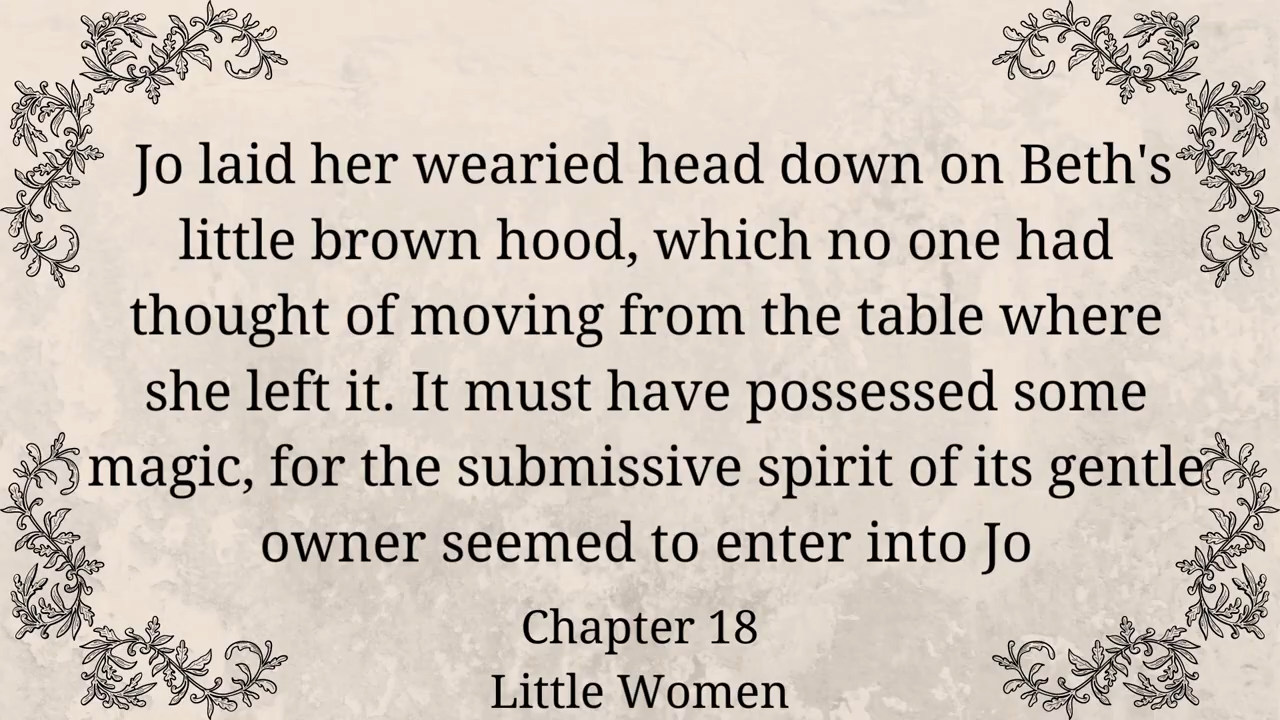 Jo laid her wearied head down on Beth's
little brown hood, which no one had
thought of moving from the table where
she left it. It must have possessed some
magic, for the submissive spirit of its gentle
owner seemed to enter into Jo
Chapter 18
Little Women